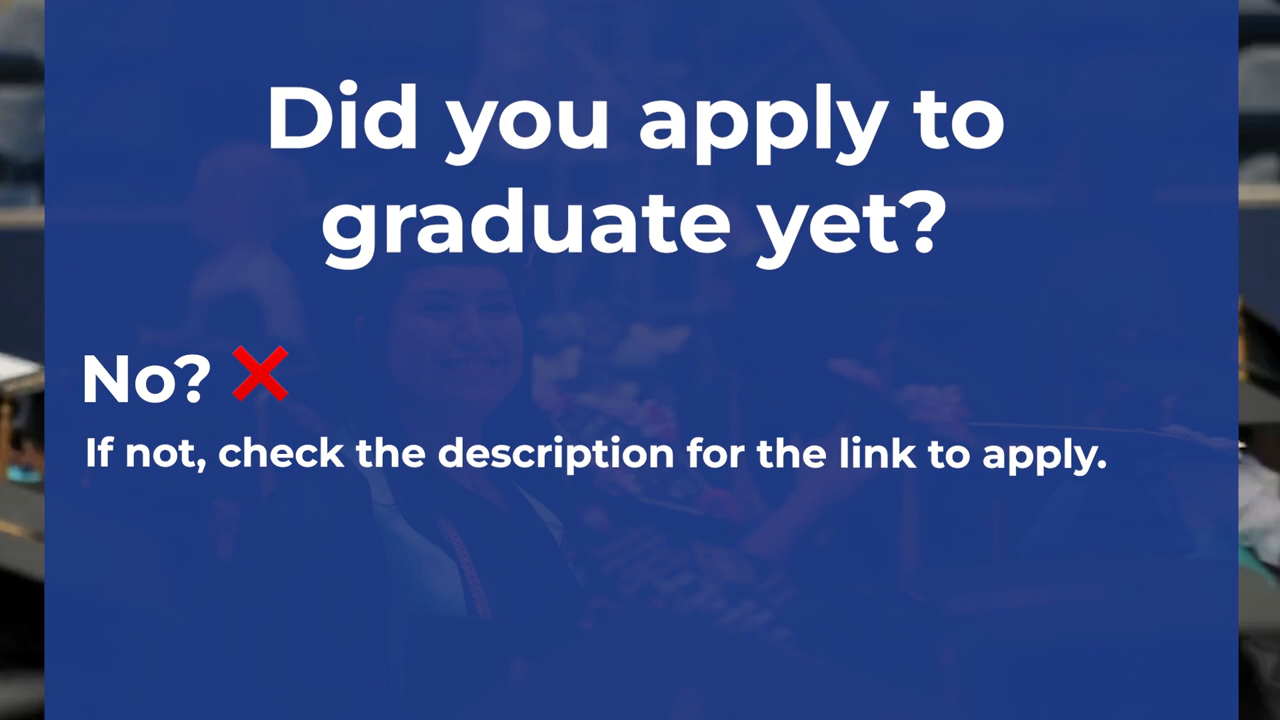 Did you apply to
graduate yet?
No? ❌
If not, check the description for the link to apply.